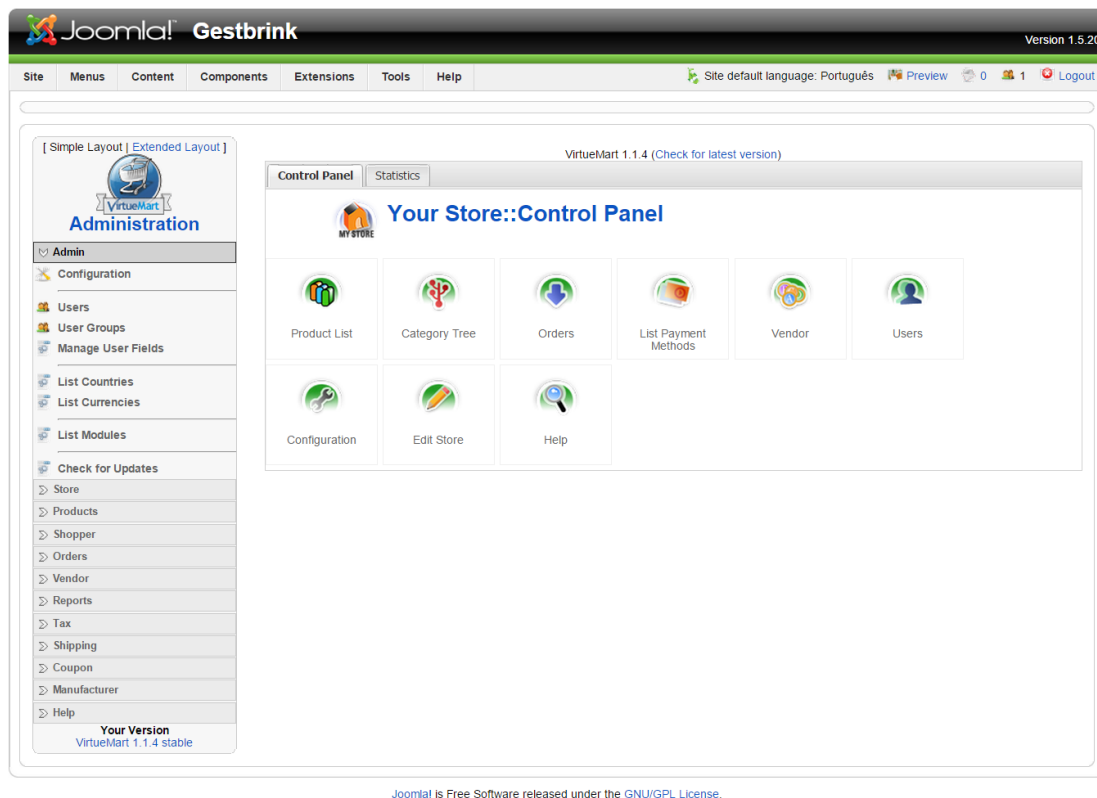 Joomla! Gestbrink
Version 1.5.20
Site Menus Content Components Extensions Tools Help Site default language: Português Preview 0 1 Logout
[ Simple Layout | Extended Layout ]
VirtueMart
Administration
Admin
Configuration
Users
User Groups
Manage User Fields
List Countries
List Currencies
List Modules
Check for Updates
Store
Products
Shopper
Orders
Vendor
Reports
Tax
Shipping
Coupon
Manufacturer
Help
Your Version
VirtueMart 1.1.4 stable
VirtueMart 1.1.4 (Check for latest version)
Control Panel Statistics
MY STORE
Your Store::Control Panel
Product List Category Tree Orders List Payment Methods Vendor Users
Configuration Edit Store Help
Joomla! is Free Software released under the GNU/GPL License.